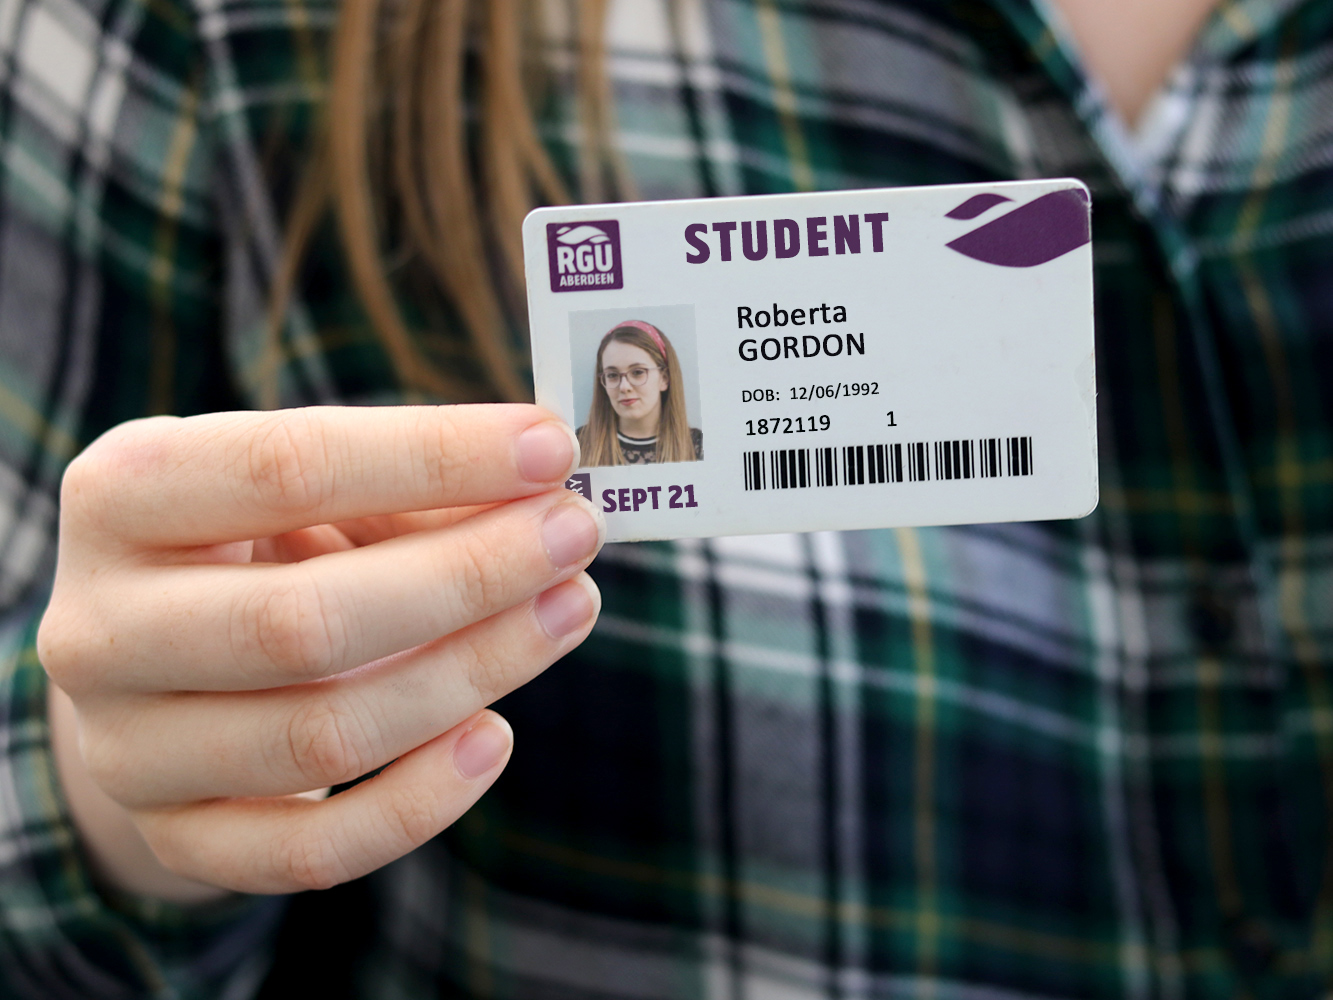 RGU
ABERDEEN
STUDENT
Roberta
GORDON
DOB: 12/06/1992
1872119 1
SEPT 21